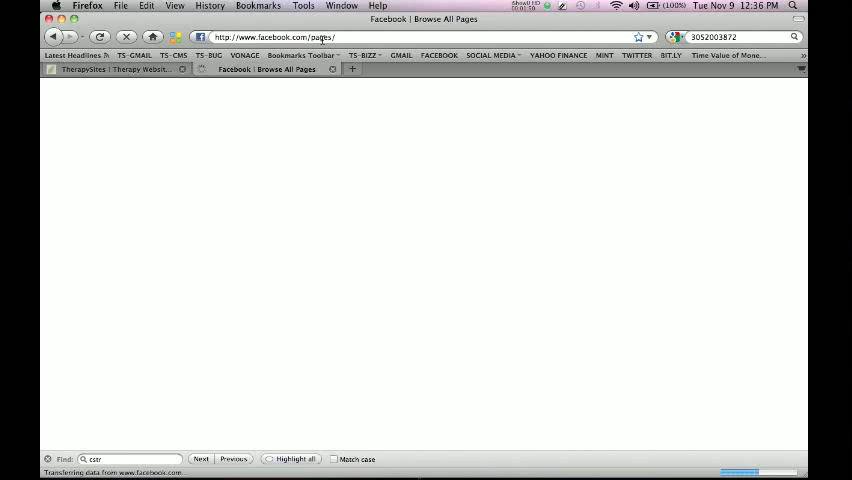 Firefox File Edit View History Bookmarks Tools Window Help (100%) Tue Nov 9 12:36 PM
Facebook | Browse All Pages
http://www.facebook.com/pages/ 3052003872
Latest Headlines TS-GMAIL TS-CMS TS-BUG VONAGE Bookmarks Toolbar TS-BIZZ GMAIL FACEBOOK SOCIAL MEDIA YAHOO FINANCE MINT TWITTER BIT.LY Time Value of Mone... »
TherapySites | Therapy Websit... Facebook | Browse All Pages
Find: cstr Next Previous Highlight all Match case
Transferring data from www.facebook.com...